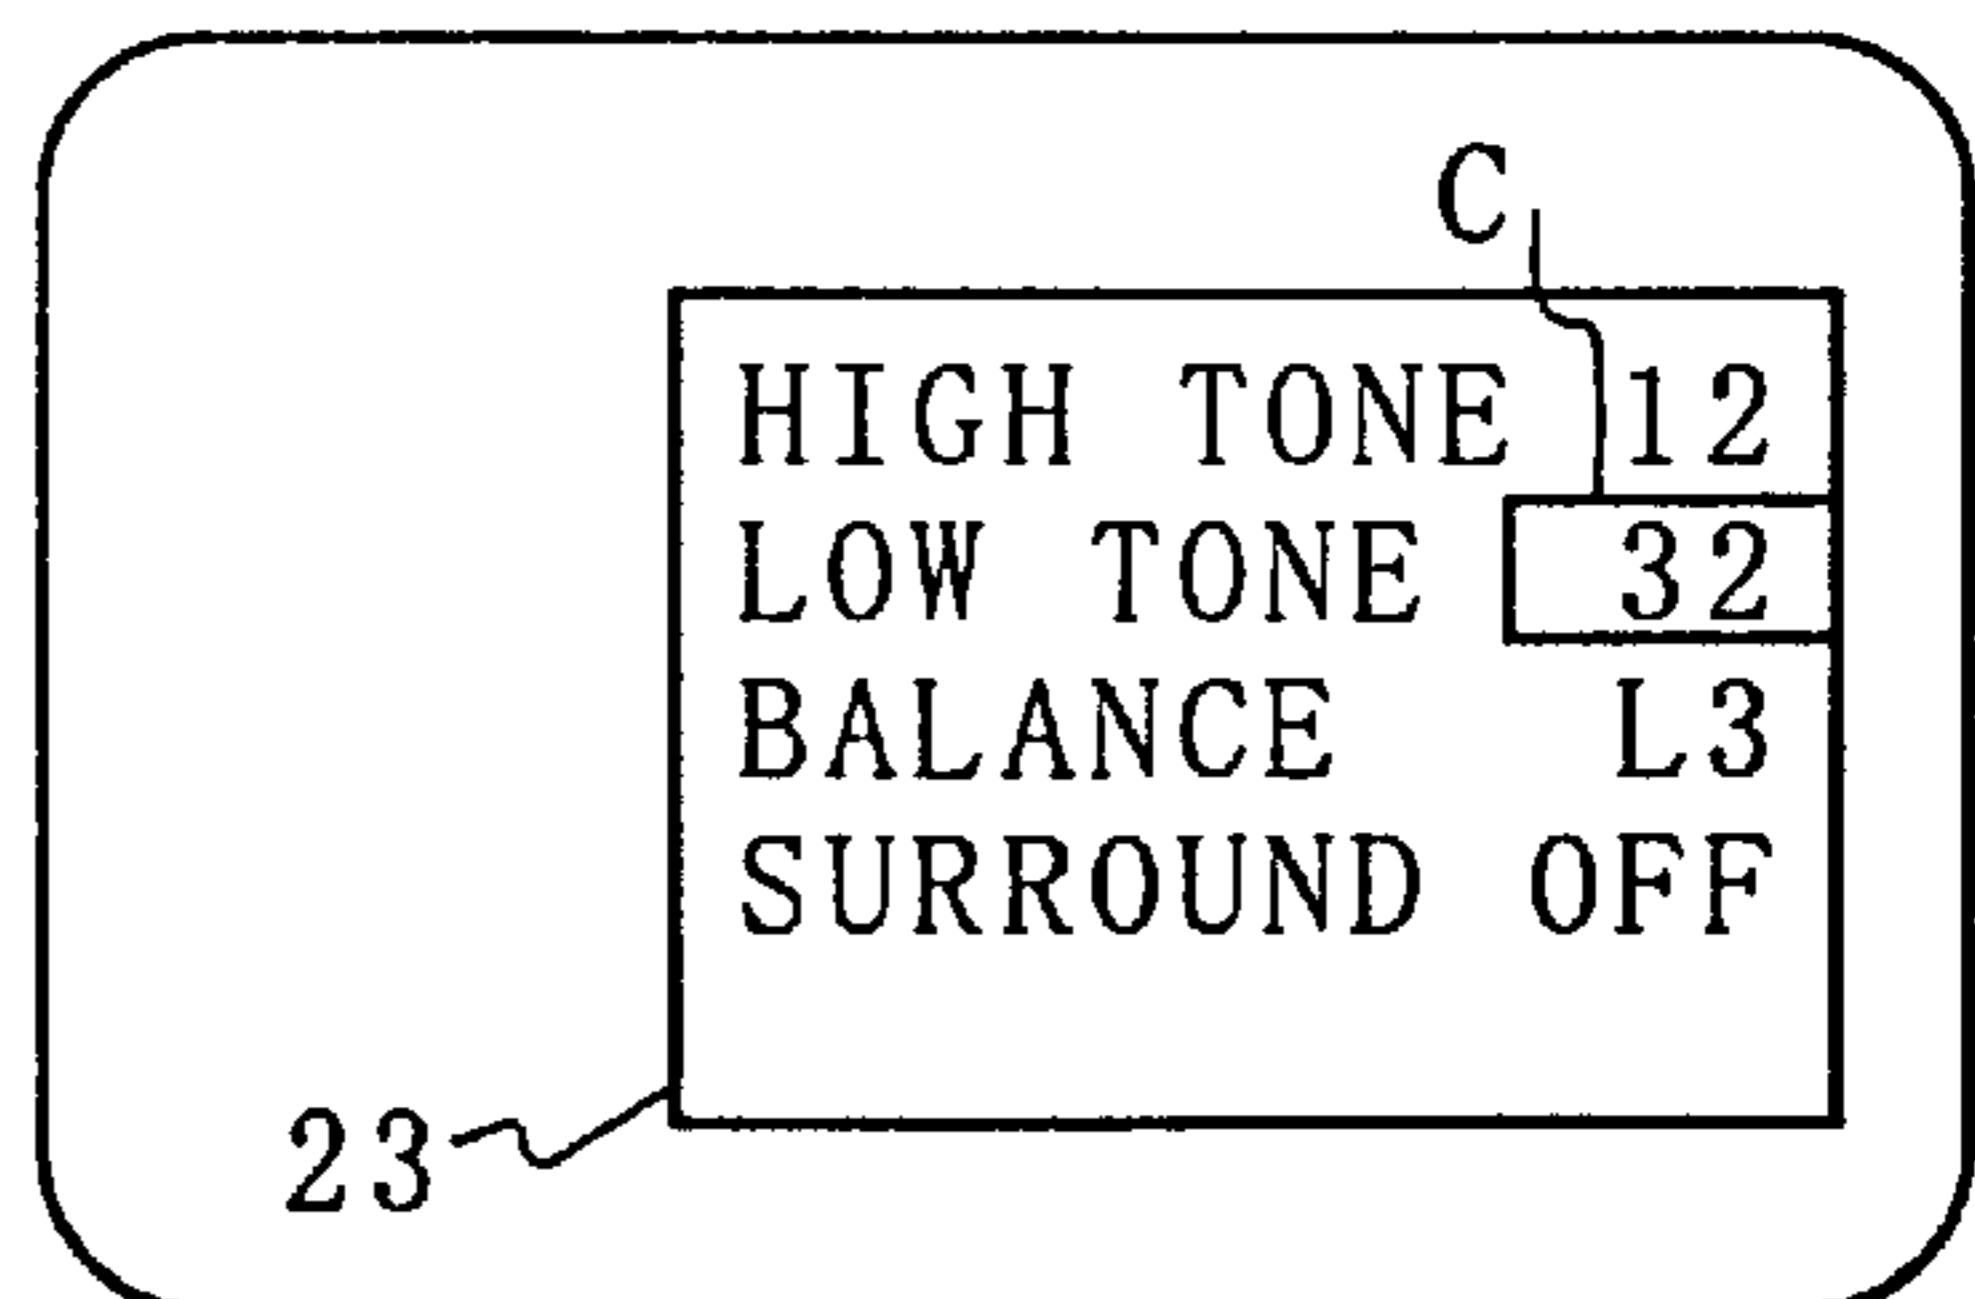 C
HIGH TONE 12
LOW TONE 32
BALANCE L3
SURROUND OFF
23